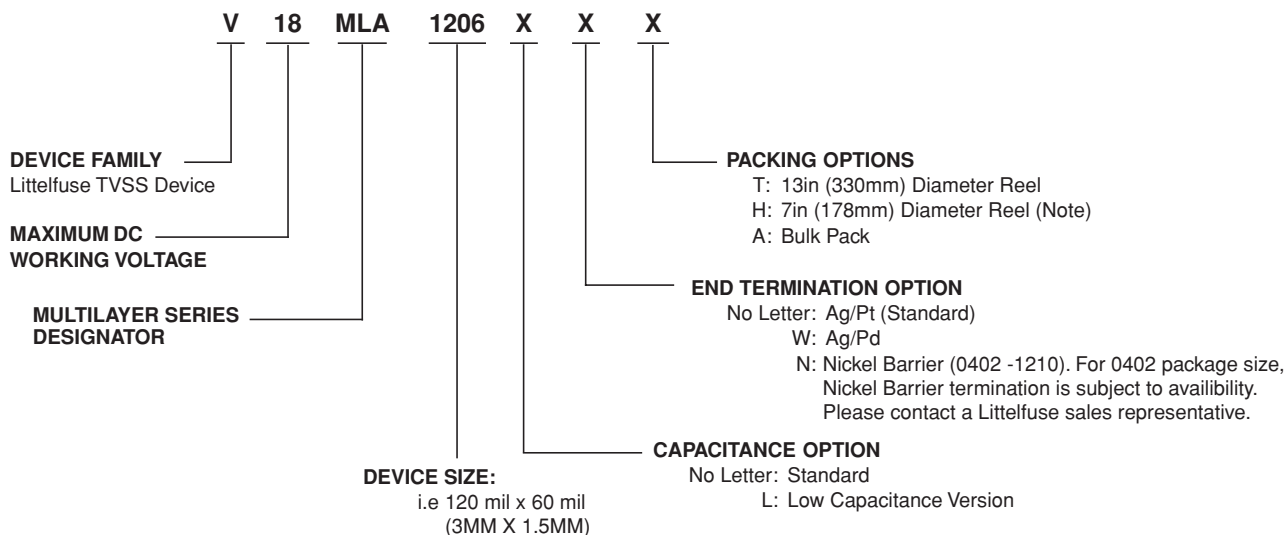 V 18 MLA 1206 X X X
DEVICE FAMILY
Littelfuse TVSS Device
MAXIMUM DC
WORKING VOLTAGE
MULTILAYER SERIES
DESIGNATOR
DEVICE SIZE:
i.e 120 mil x 60 mil
(3MM X 1.5MM)
PACKING OPTIONS
T: 13in (330mm) Diameter Reel
H: 7in (178mm) Diameter Reel (Note)
A: Bulk Pack
END TERMINATION OPTION
No Letter: Ag/Pt (Standard)
W: Ag/Pd
N: Nickel Barrier (0402 -1210). For 0402 package size,
Nickel Barrier termination is subject to availibility.
Please contact a Littelfuse sales representative.
CAPACITANCE OPTION
No Letter: Standard
L: Low Capacitance Version